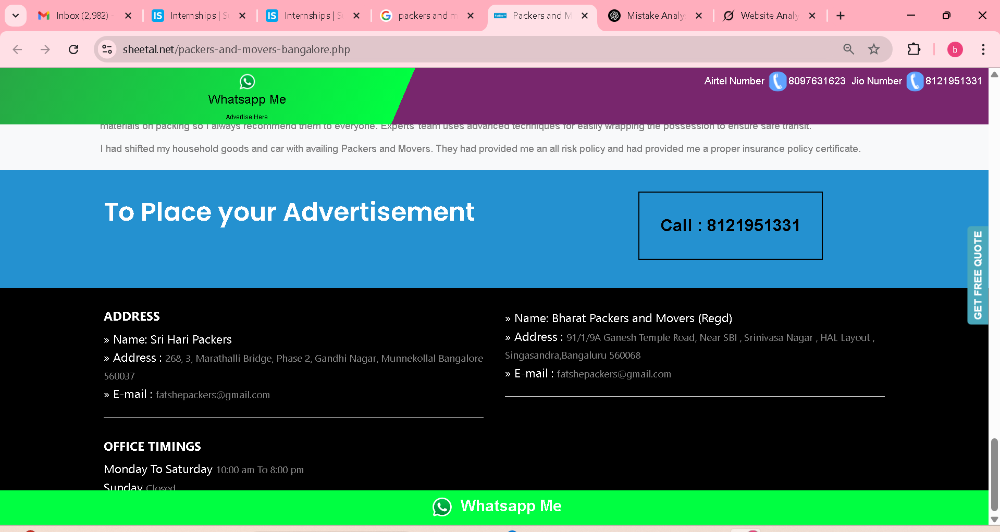 Inbox (2,982) -
Internships | Su
Internships | Su
packers and m
Packers and M
Mistake Analy
Website Analy
sheetal.net/packers-and-movers-bangalore.php
b
Whatsapp Me
Advertise Here
Airtel Number 8097631623 Jio Number 8121951331
materials on packing so I always recommend them to everyone. Experts' team uses advanced techniques for easily wrapping the possession to ensure safe transit.
I had shifted my household goods and car with availing Packers and Movers. They had provided me an all risk policy and had provided me a proper insurance policy certificate.
To Place your Advertisement
Call : 8121951331
GET FREE QUOTE
ADDRESS
» Name: Sri Hari Packers
» Address : 268, 3, Marathalli Bridge, Phase 2, Gandhi Nagar, Munnekollal Bangalore
560037
» E-mail : fatshepackers@gmail.com
» Name: Bharat Packers and Movers (Regd)
» Address : 91/1/9A Ganesh Temple Road, Near SBI , Srinivasa Nagar , HAL Layout ,
Singasandra,Bangaluru 560068
» E-mail : fatshepackers@gmail.com
OFFICE TIMINGS
Monday To Saturday 10:00 am To 8:00 pm
Sunday Closed
Whatsapp Me